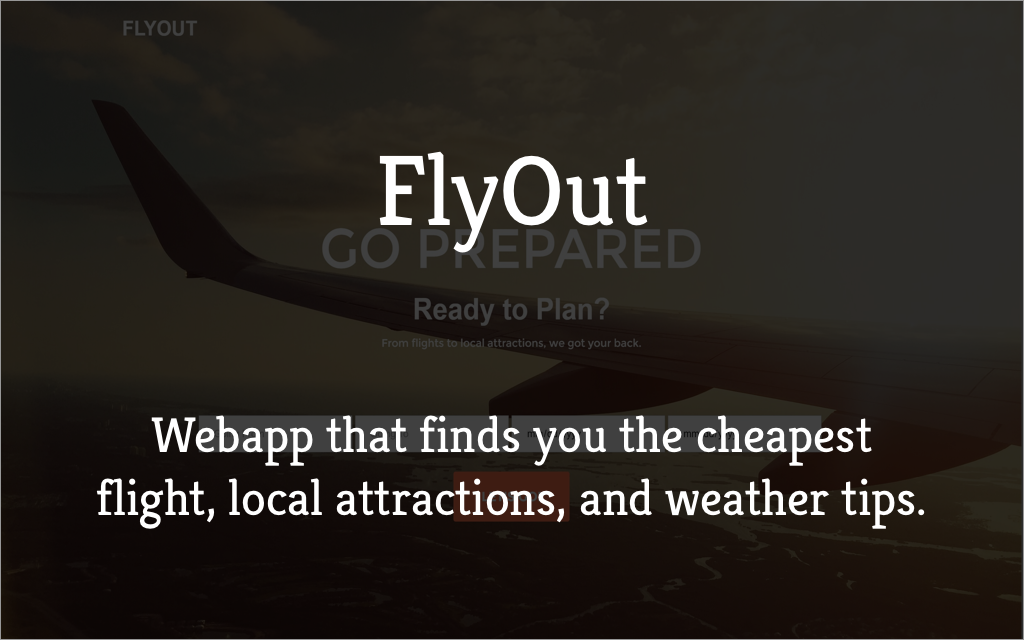 FLYOUT
FlyOut
GO PREPARED
Ready to Plan?
From flights to local attractions, we got your back.
Webapp that finds you the cheapest
flight, local attractions, and weather tips.